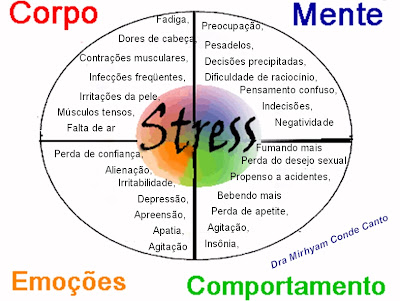 Corpo
Mente
Fadiga,
Dores de cabeça,
Contrações musculares,
Infecções freqüentes,
Irritações da pele,
Músculos tensos,
Falta de ar
Preocupação,
Pesadelos,
Decisões precipitadas,
Dificuldade de raciocínio,
Pensamento confuso,
Indecisões,
Negatividade
Stress
Perda de confiança,
Alienação,
Irritabilidade,
Depressão,
Apreensão,
Apatia,
Agitação
Fumando mais
Perda do desejo sexual
Propenso a acidentes,
Bebendo mais
Perda de apetite,
Agitação,
Insônia,
Dra Mirhyam Conde Canto
Emoções
Comportamento